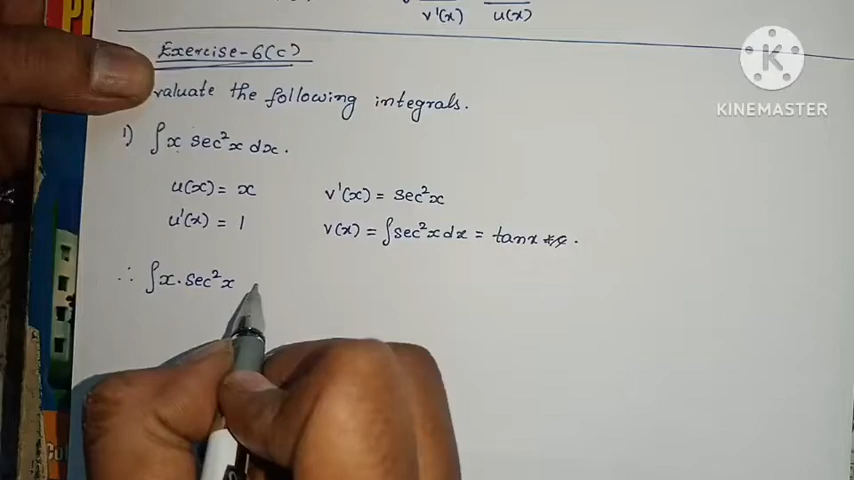 v'(x) u(x)
Exercise-6(c)
valuate the following integrals.
1) ∫x sec²x dx.
u(x) = x v'(x) = sec²x
u'(x) = 1 v(x) = ∫sec²x dx = tanx
∴ ∫x.sec²x
KINEMASTER